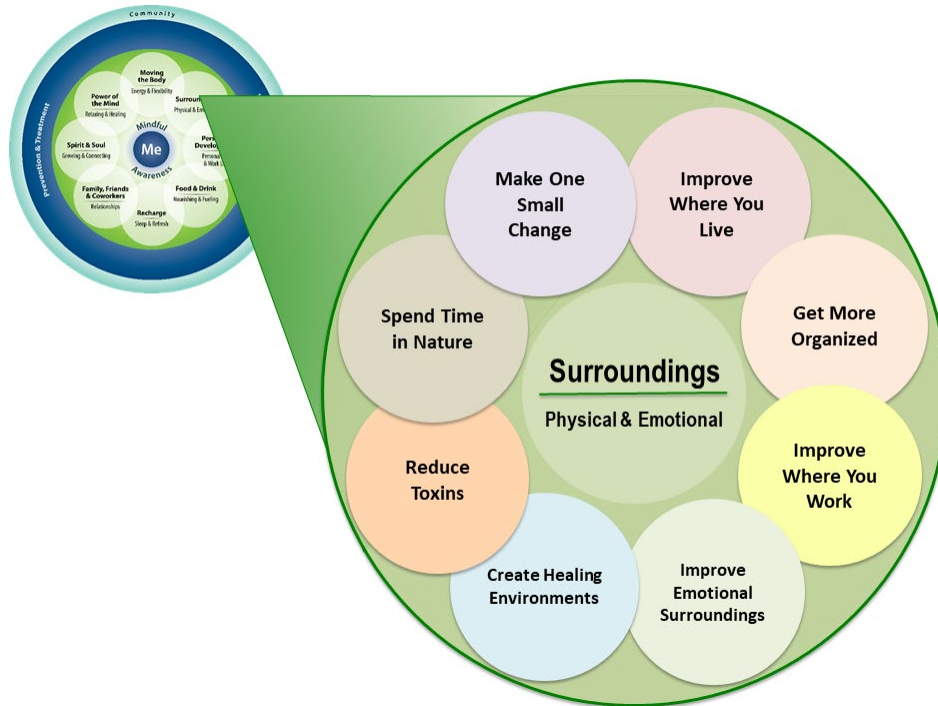 Community
Prevention & Treatment
Moving
the Body
Energy & Flexibility
Power of
the Mind
Relaxing & Healing
Spirit & Soul
Growing & Connecting
Mindful
Me
Awareness
Family, Friends
& Coworkers
Relationships
Recharge
Sleep & Refresh
Food & Drink
Nourishing & Fueling
Make One
Small
Change
Improve
Where You
Live
Get More
Organized
Improve
Where You
Work
Improve
Emotional
Surroundings
Create Healing
Environments
Reduce
Toxins
Spend Time
in Nature
Surroundings
Physical & Emotional